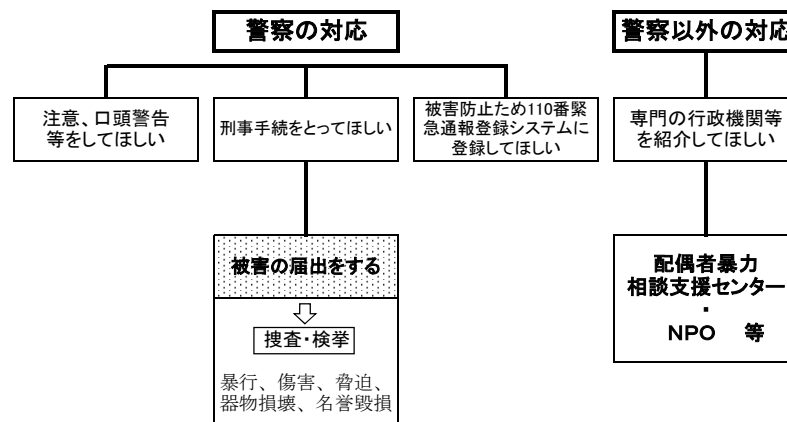 警察の対応
警察以外の対応
注意、口頭警告
等をしてほしい
刑事手続をとってほしい
被害防止ため110番緊
急通報登録システムに
登録してほしい
専門の行政機関等
を紹介してほしい
被害の届出をする
捜査・検挙
暴行、傷害、脅迫、
器物損壊、名誉毀損
配偶者暴力
相談支援センター
・
NPO 等